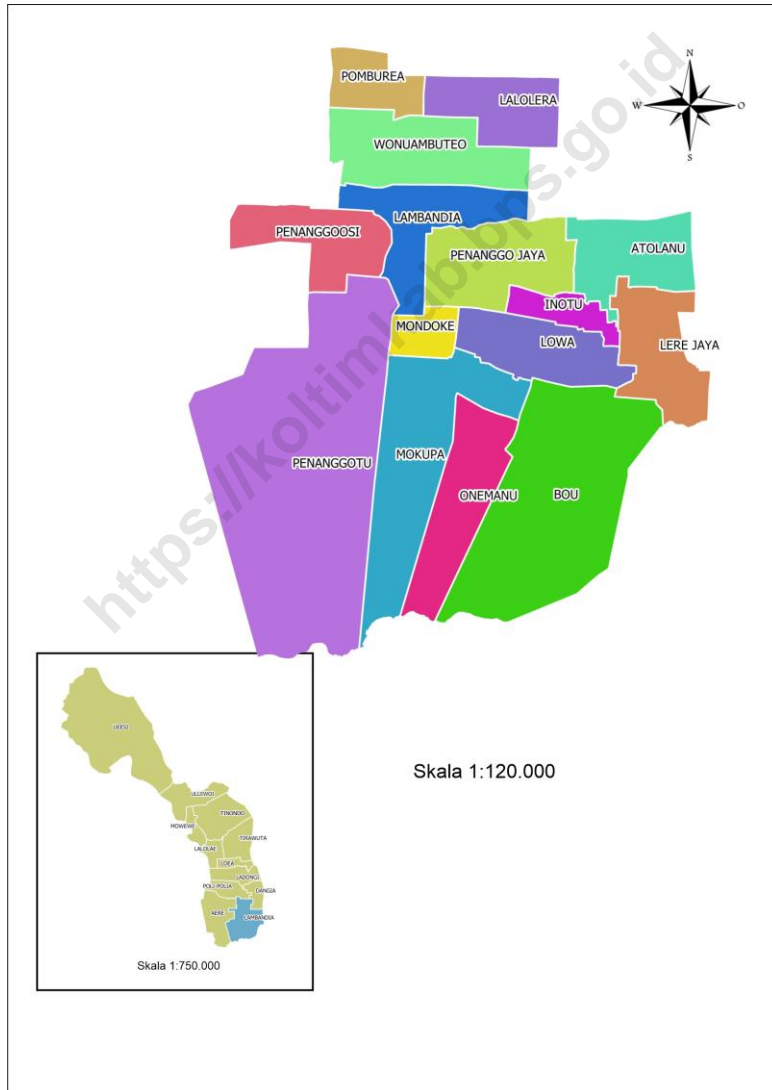 POMBUREA
LALOLERA
WONUAMBUTEO
N
W
O
S
LAMBANDIA
PENANGGOOSI
PENANGGO JAYA
ATOLANU
INOTU
MONDOKE
LOWA
LERE JAYA
PENANGGOTU
MOKUPA
ONEMANU
BOU
https://koltimkab.bps.go.id
Skala 1:120.000
UEESI
ULUIWOI
TINONDO
MOWEWE
TIRAWUTA
LALOLAE
LOEA
LADONGI
POLI-POLIA
DANGIA
AERE
LAMBANDIA
Skala 1:750.000